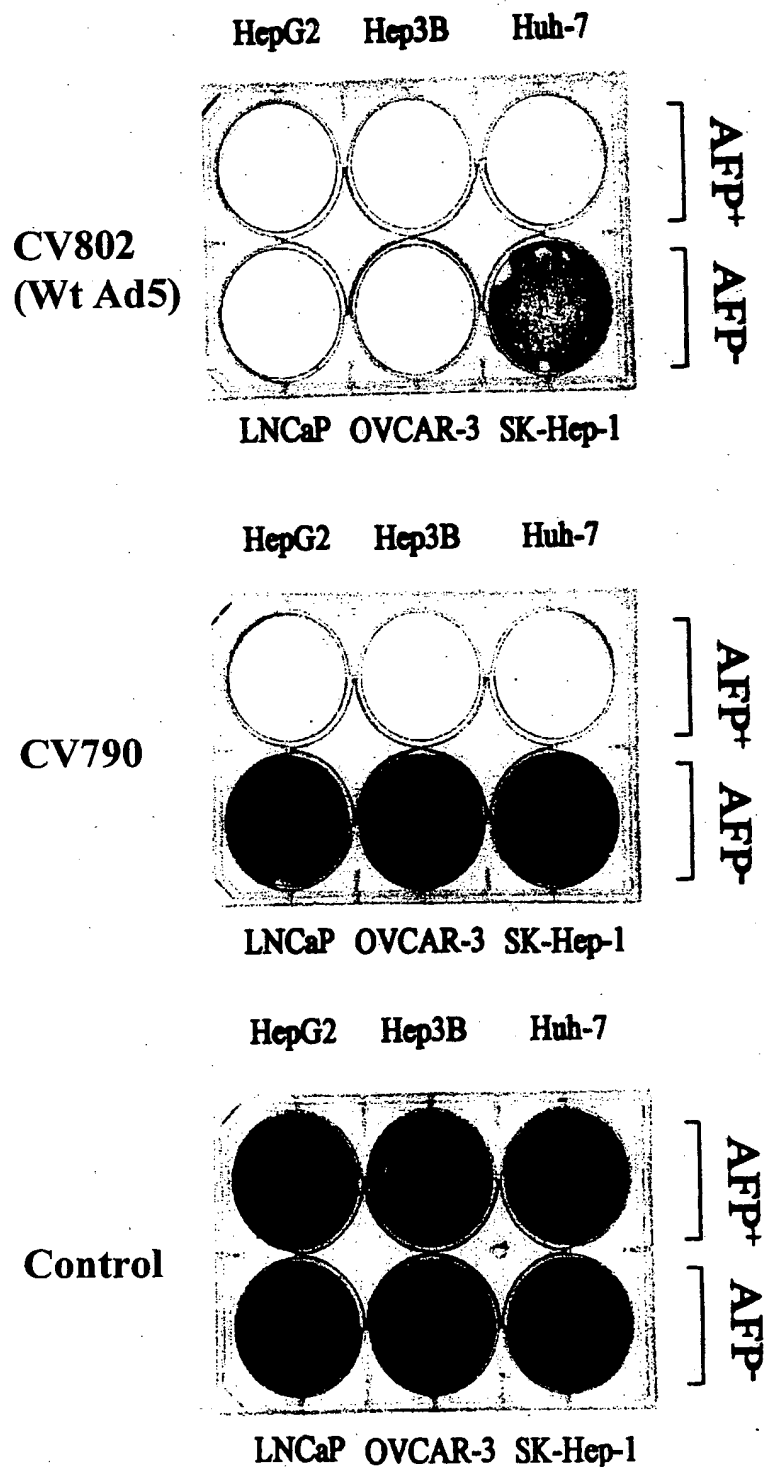 HepG2 Hep3B Huh-7
AFP+
CV802
(Wt Ad5)
AFP-
LNCaP OVCAR-3 SK-Hep-1
HepG2 Hep3B Huh-7
AFP+
CV790
AFP-
LNCaP OVCAR-3 SK-Hep-1
HepG2 Hep3B Huh-7
AFP+
Control
AFP-
LNCaP OVCAR-3 SK-Hep-1